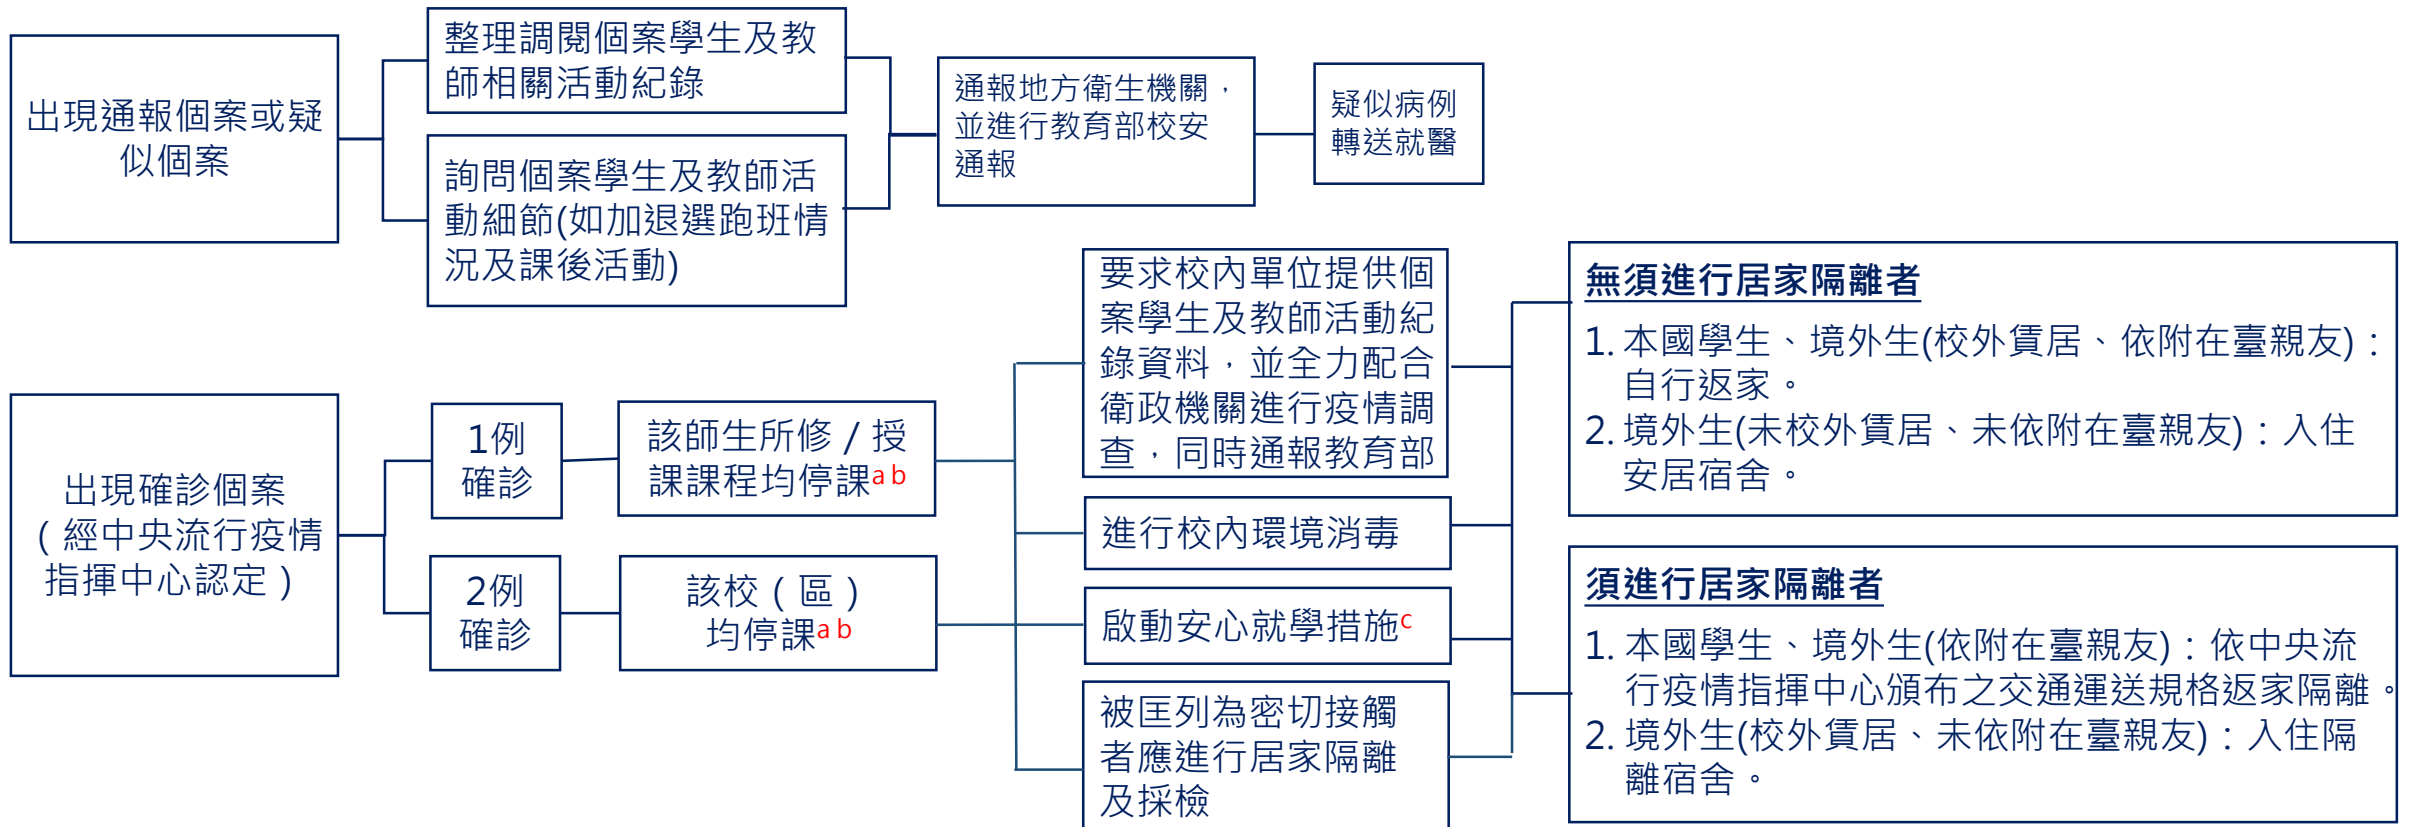 出現通報個案或疑
似個案
整理調閱個案學生及教
師相關活動紀錄
詢問個案學生及教師活
動細節(如加退選跑班情
況及課後活動)
通報地方衛生機關，
並進行教育部校安
通報
疑似病例
轉送就醫
出現確診個案
（經中央流行疫情
指揮中心認定）
1例
確診
該師生所修／授
課課程均停課a b
2例
確診
該校（區）
均停課a b
要求校內單位提供個
案學生及教師活動紀
錄資料，並全力配合
衛政機關進行疫情調
查，同時通報教育部
進行校內環境消毒
啟動安心就學措施c
被匡列為密切接觸
者應進行居家隔離
及採檢
無須進行居家隔離者
1. 本國學生、境外生(校外賃居、依附在臺親友)：
自行返家。
2. 境外生(未校外賃居、未依附在臺親友)：入住
安居宿舍。
須進行居家隔離者
1. 本國學生、境外生(依附在臺親友)：依中央流
行疫情指揮中心頒布之交通運送規格返家隔離。
2. 境外生(校外賃居、未依附在臺親友)：入住隔
離宿舍。